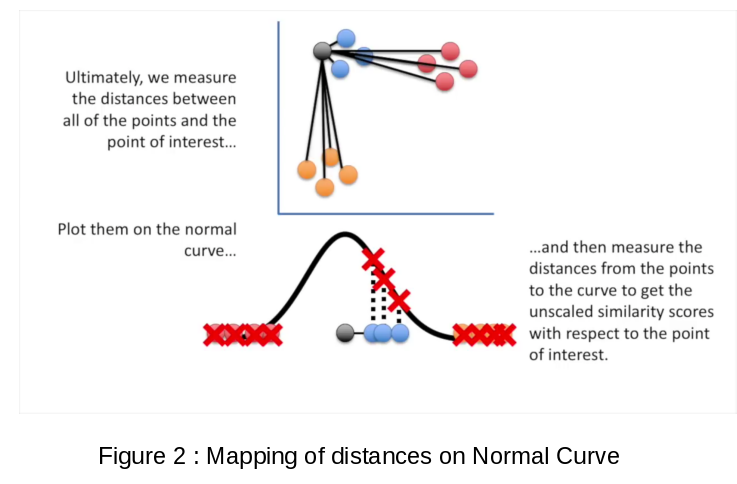 Ultimately, we measure
the distances between
all of the points and the
point of interest…
Plot them on the normal
curve…
…and then measure the
distances from the points
to the curve to get the
unscaled similarity scores
with respect to the point
of interest.
Figure 2 : Mapping of distances on Normal Curve